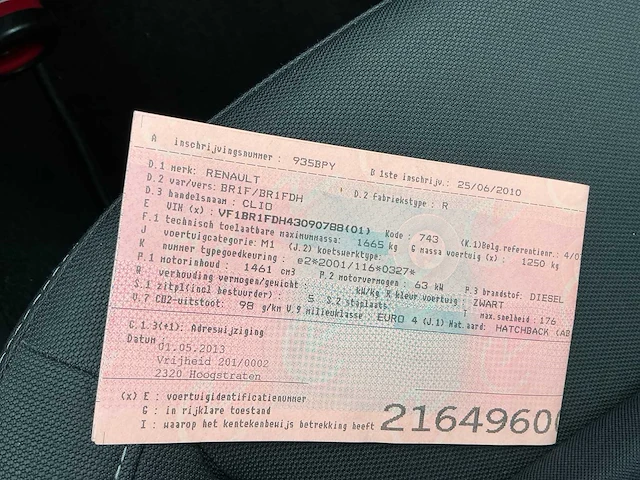 A inschrijvingsnummer : 935BPY B 1ste inschrijv.: 25/06/2010
D.1 merk: RENAULT
D.2 var/vers: BR1F/BR1FDH D.2 fabriekstype : R
D.3 handelsnaam : CLIO
E VIN (x) : VF1BR1FDH43090788(01) Kode : 743 (K.1)Belg.referentienr.: 4/0
F.1 technisch toelaatbare maximummassa: 1665 kg G massa voertuig (x) : 1250 kg
J voertuigcategorie: M1 (J.2) koetswerktype:
K nummer typegoedkeuring : e2*2001/116*0327*
P.1 motorinhoud : 1461 cm3 P.2 motorvermogen : 63 kW P.3 brandstof: DIESEL
Q verhouding vermogen/gewicht : kW/kg R kleur voertuig : ZWART
S.1 zitpl(incl bestuurder) : 5 S.2 staplaats: T max.snelheid : 176
V.7 CO2-uitstoot: 98 g/km V.9 milieuklasse : EURO 4 (J.1) Nat.aard: HATCHBACK (AB
C.1.3(+1): Adreswijziging
Datum :
01.05.2013
Vrijheid 201/0002
2320 Hoogstraten
(x) E : voertuigidentificatienummer
G : in rijklare toestand
I : waarop het kentekenbewijs betrekking heeft 21649600